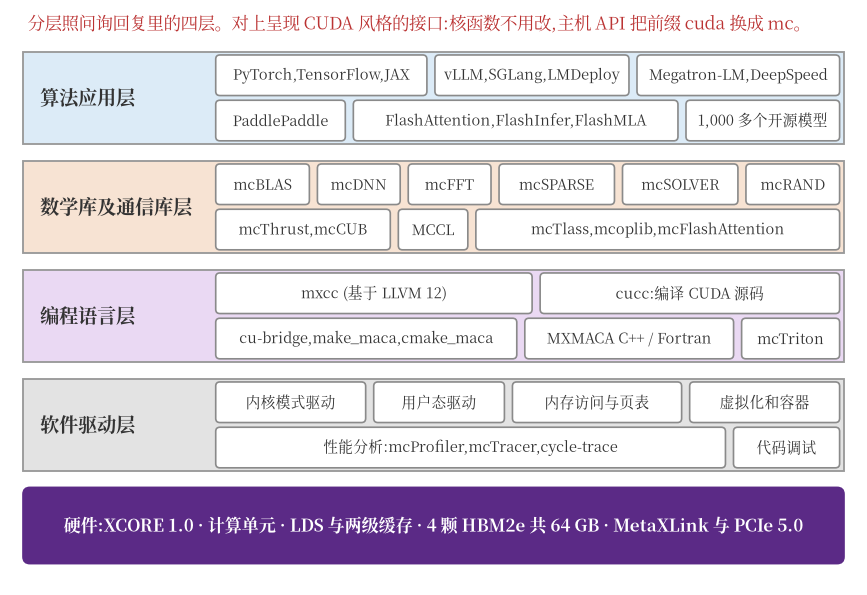 分层照问询回复里的四层。对上呈现 CUDA 风格的接口:核函数不用改,主机 API 把前缀 cuda 换成 mc。
算法应用层
PyTorch,TensorFlow,JAX
vLLM,SGLang,LMDeploy
Megatron-LM,DeepSpeed
PaddlePaddle
FlashAttention,FlashInfer,FlashMLA
1,000 多个开源模型
数学库及通信库层
mcBLAS
mcDNN
mcFFT
mcSPARSE
mcSOLVER
mcRAND
mcThrust,mcCUB
MCCL
mcTlass,mcoplib,mcFlashAttention
编程语言层
mxcc (基于 LLVM 12)
cucc:编译 CUDA 源码
cu-bridge,make_maca,cmake_maca
MXMACA C++ / Fortran
mcTriton
软件驱动层
内核模式驱动
用户态驱动
内存访问与页表
虚拟化和容器
性能分析:mcProfiler,mcTracer,cycle-trace
代码调试
硬件:XCORE 1.0 · 计算单元 · LDS 与两级缓存 · 4 颗 HBM2e 共 64 GB · MetaXLink 与 PCIe 5.0